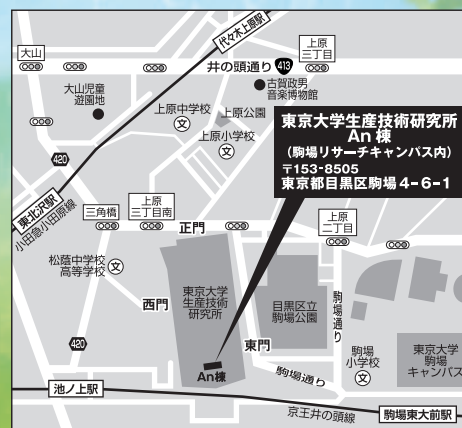 代々木上原駅
大山
上原
三丁目
井の頭通り
413
大山児童
遊園地
古賀政男
音楽博物館
上原中学校
文
上原公園
上原小学校
文
東京大学生産技術研究所
An棟
(駒場リサーチキャンパス内)
〒153-8505
東京都目黒区駒場4-6-1
420
東北沢駅
小田急小田原線
三角橋
上原
三丁目南
正門
上原
二丁目
松蔭中学校
高等学校
文
西門
東京大学
生産技術
研究所
目黒区立
駒場公園
駒場通り
東門
420
An棟
駒場通り
駒場
小学校
文
東京大学
駒場
キャンパス
池ノ上駅
京王井の頭線
駒場東大前駅